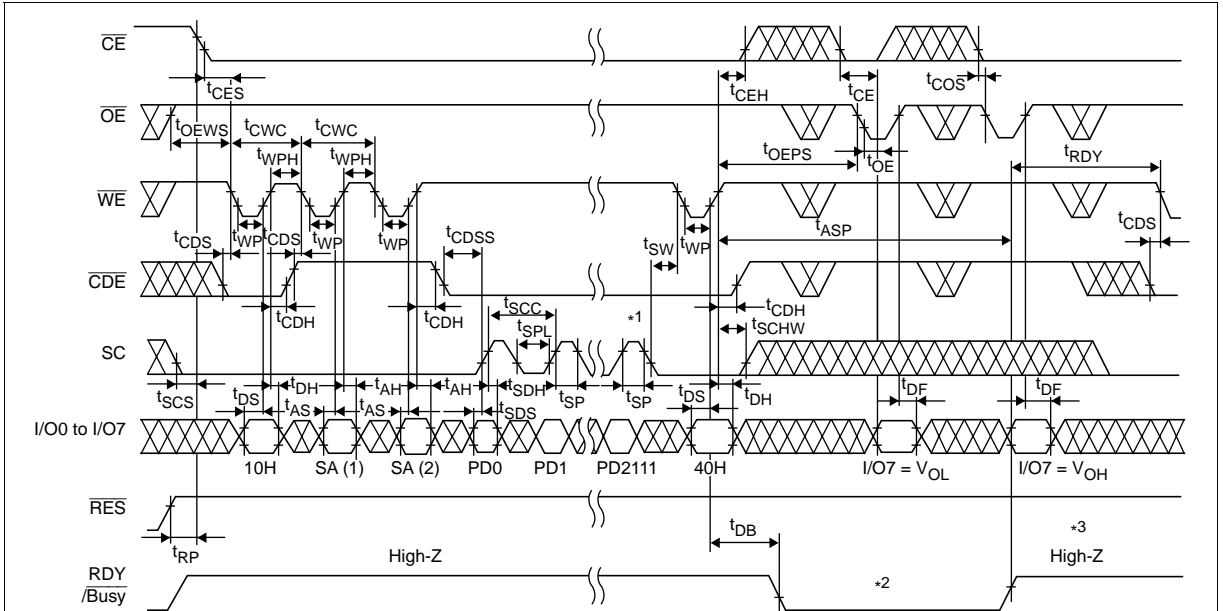 CE
tCES
tCEH
tCE
tCOS
OE
tOEWS
tCWC
tCWC
tWPH
tWPH
tOEPS
tOE
tRDY
WE
tCDS
tWP
tCDS
tWP
tWP
tCDSS
tSW
tWP
tASP
tCDS
CDE
tCDH
tCDH
tSCC
tSPL
*1
tCDH
tSCHW
SC
tSCS
tDS
tDH
tAS
tAH
tAS
tAH
tSDH
tSDS
tSP
tSP
tDS
tDH
tDF
tDF
I/O0 to I/O7
10H
SA (1)
SA (2)
PD0
PD1
PD2111
40H
I/O7 = VOL
I/O7 = VOH
RES
tRP
tDB
*3
High-Z
High-Z
RDY
/Busy
*2